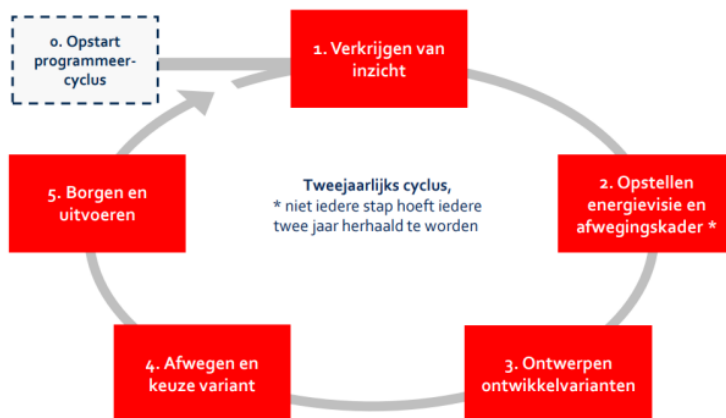 0. Opstart
programmeer-
cyclus
1. Verkrijgen van
inzicht
2. Opstellen
energievisie en
afwegingskader *
3. Ontwerpen
ontwikkelvarianten
4. Afwegen en
keuze variant
5. Borgen en
uitvoeren
Tweejaarlijks cyclus,
* niet iedere stap hoeft iedere
twee jaar herhaald te worden